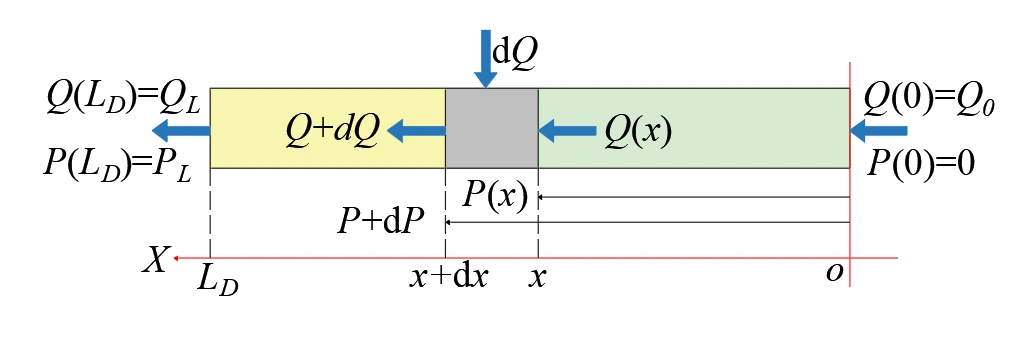 dQ
Q(L_D)=Q_L
Q+dQ
Q(x)
Q(0)=Q_0
P(L_D)=P_L
P(0)=0
P(x)
P+dP
X
L_D
x+dx
x
o